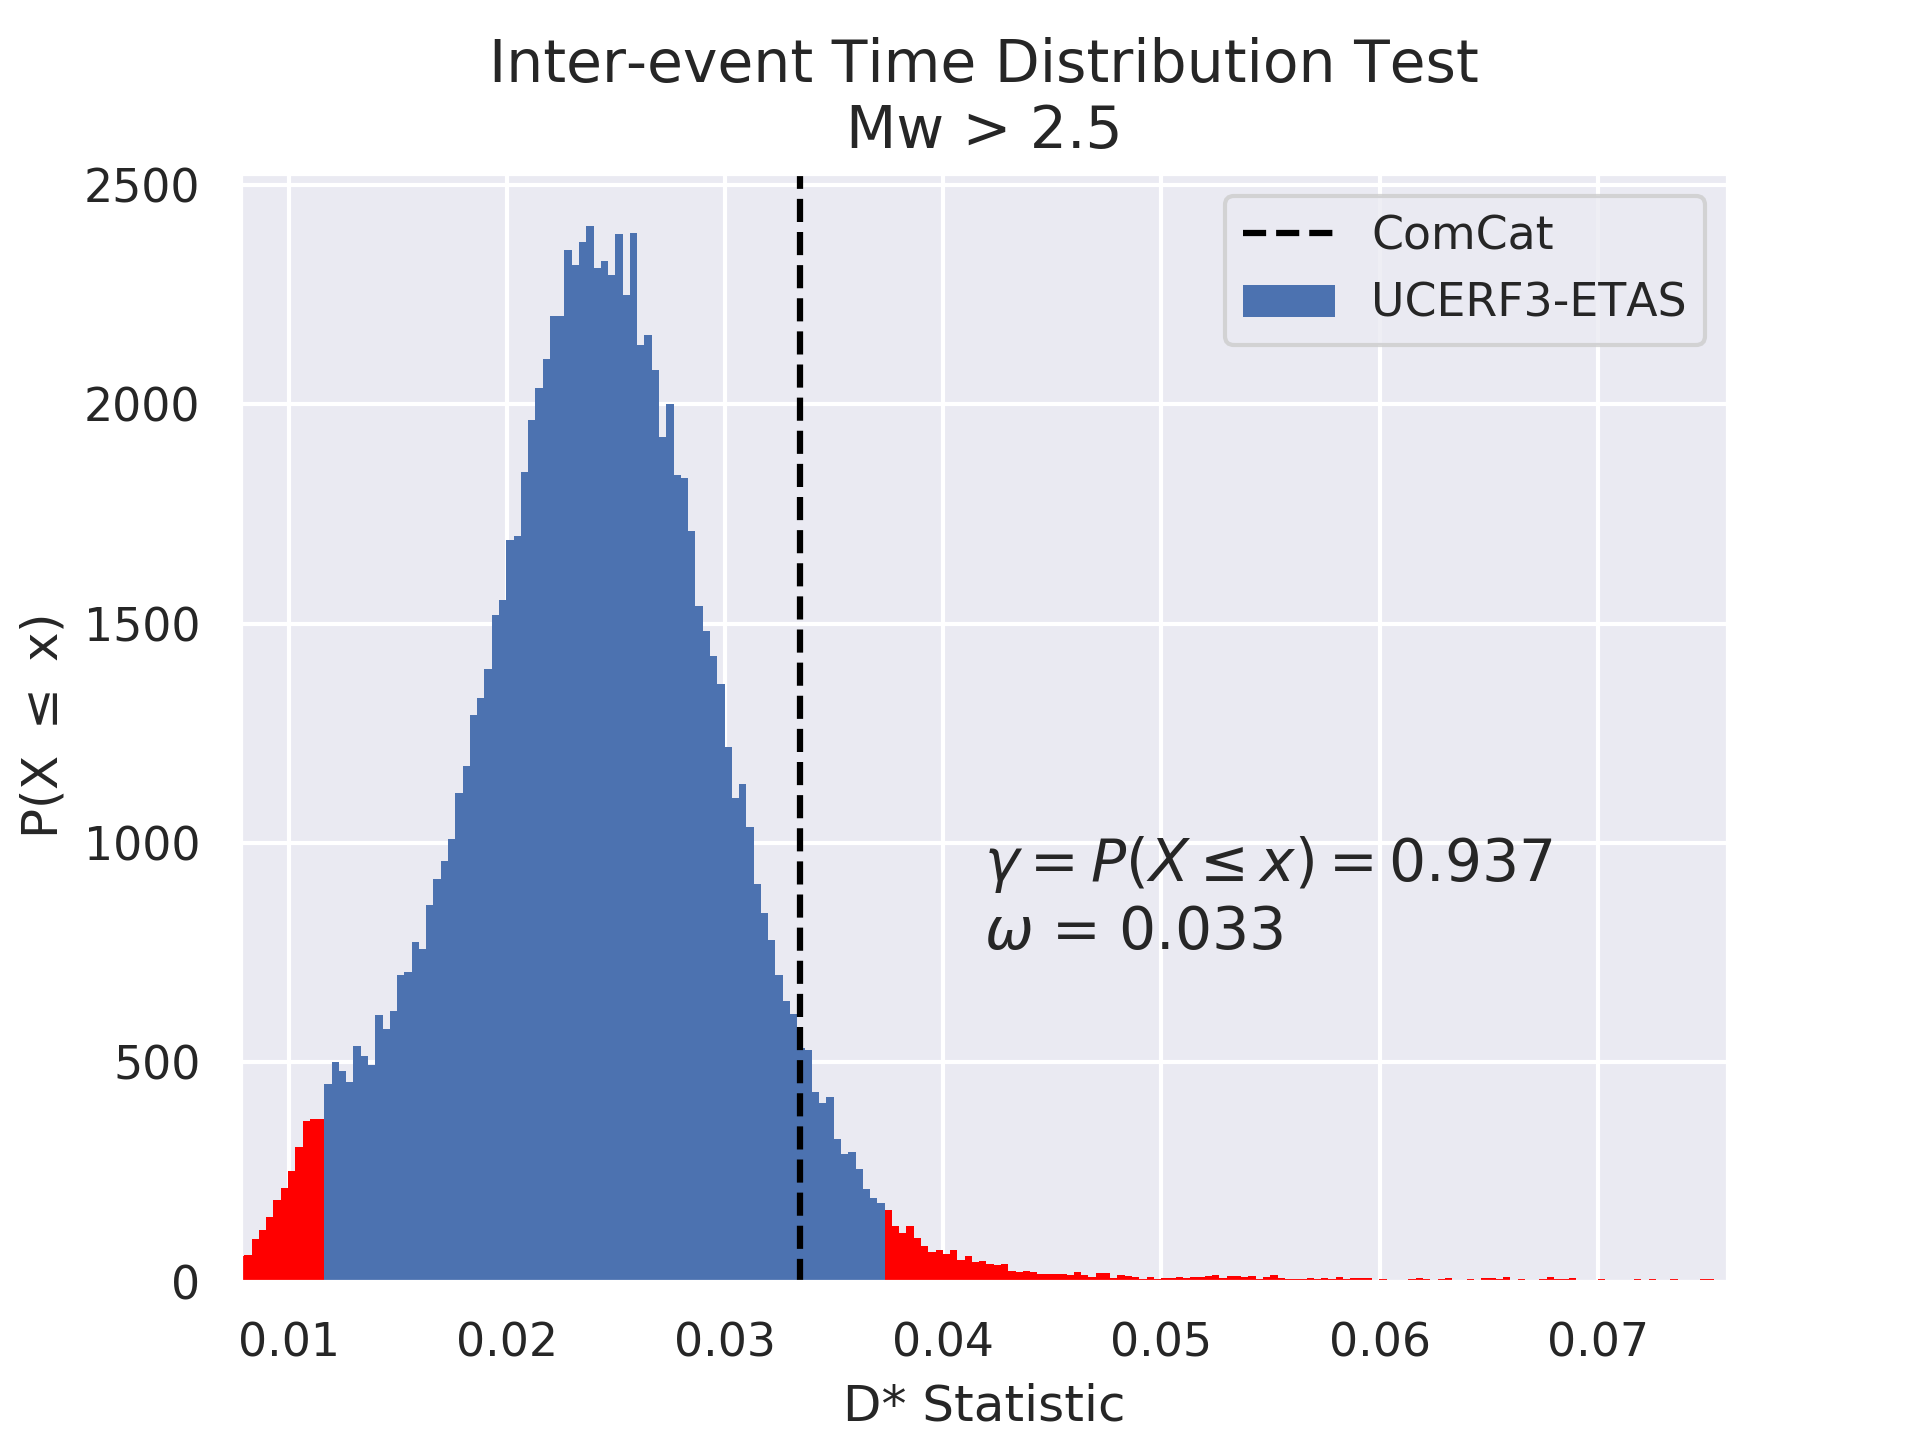 Inter-event Time Distribution Test
Mw > 2.5
2500
2000
1500
1000
500
0
P(X ≤ x)
ComCat
UCERF3-ETAS
γ = P(X ≤ x) = 0.937
ω = 0.033
0.01 0.02 0.03 0.04 0.05 0.06 0.07
D* Statistic